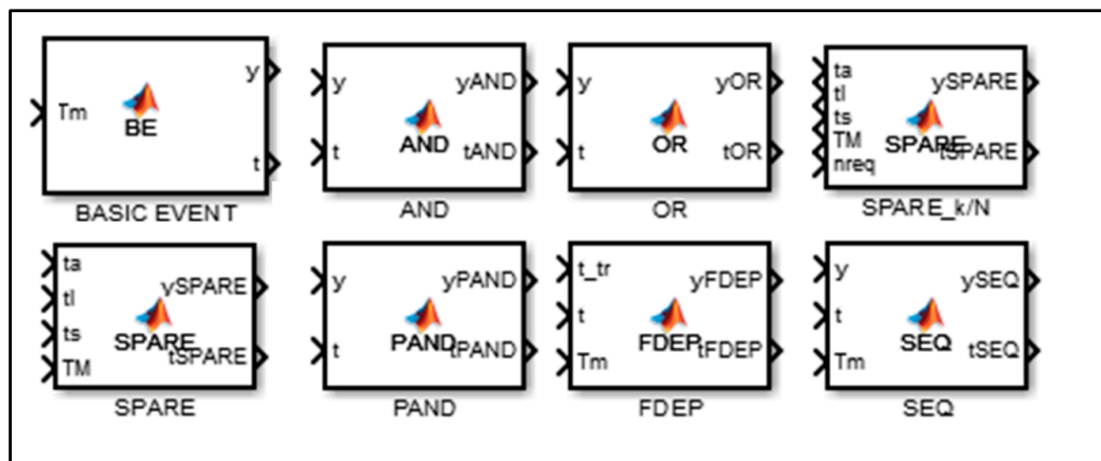 Tm
BE
y
t
BASIC EVENT
y
t
AND
yAND
tAND
AND
y
t
OR
yOR
tOR
OR
ta
tl
ts
TM
nreq
SPARE
ySPARE
tSPARE
SPARE_k/N
ta
tl
ts
TM
SPARE
ySPARE
tSPARE
SPARE
y
t
PAND
yPAND
tPAND
PAND
t_tr
t
Tm
FDEP
yFDEP
tFDEP
FDEP
y
t
Tm
SEQ
ySEQ
tSEQ
SEQ